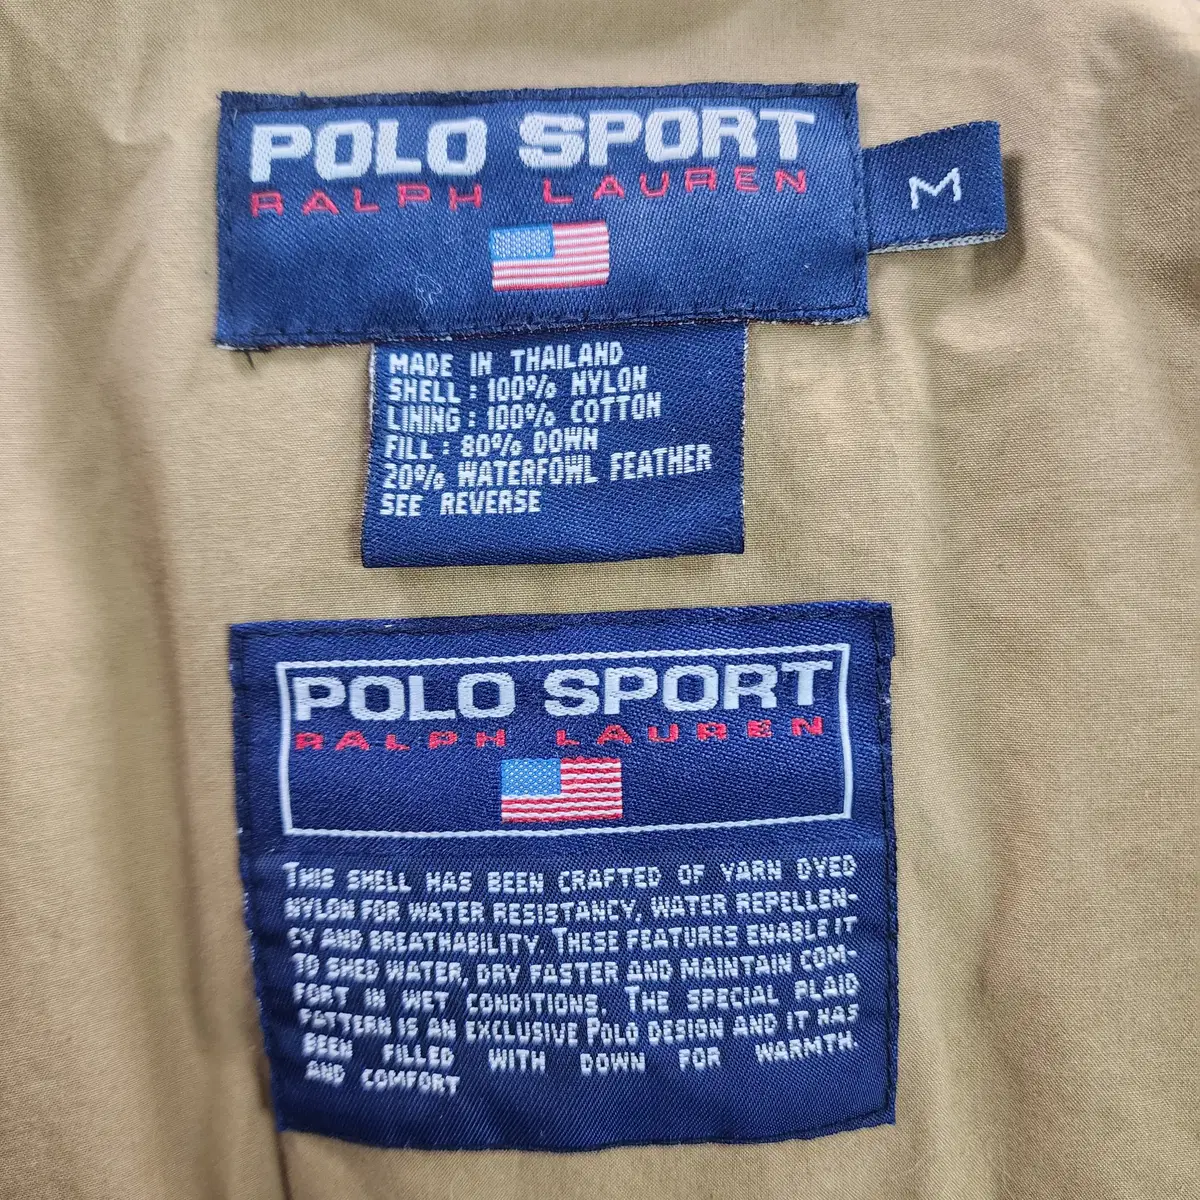 POLO SPORT
RALPH LAUREN
M
MADE IN THAILAND
SHELL : 100% NYLON
LINING : 100% COTTON
FILL : 80% DOWN
20% WATERFOWL FEATHER
SEE REVERSE
POLO SPORT
RALPH LAUREN
THIS SHELL HAS BEEN CRAFTED OF YARN DYED
NYLON FOR WATER RESISTANCY, WATER REPELLEN-
CY AND BREATHABILITY. THESE FEATURES ENABLE IT
TO SHED WATER, DRY FASTER AND MAINTAIN COM-
FORT IN WET CONDITIONS. THE SPECIAL PLAID
PATTERN IS AN EXCLUSIVE POLO DESIGN AND IT HAS
BEEN FILLED WITH DOWN FOR WARMTH.
AND COMFORT